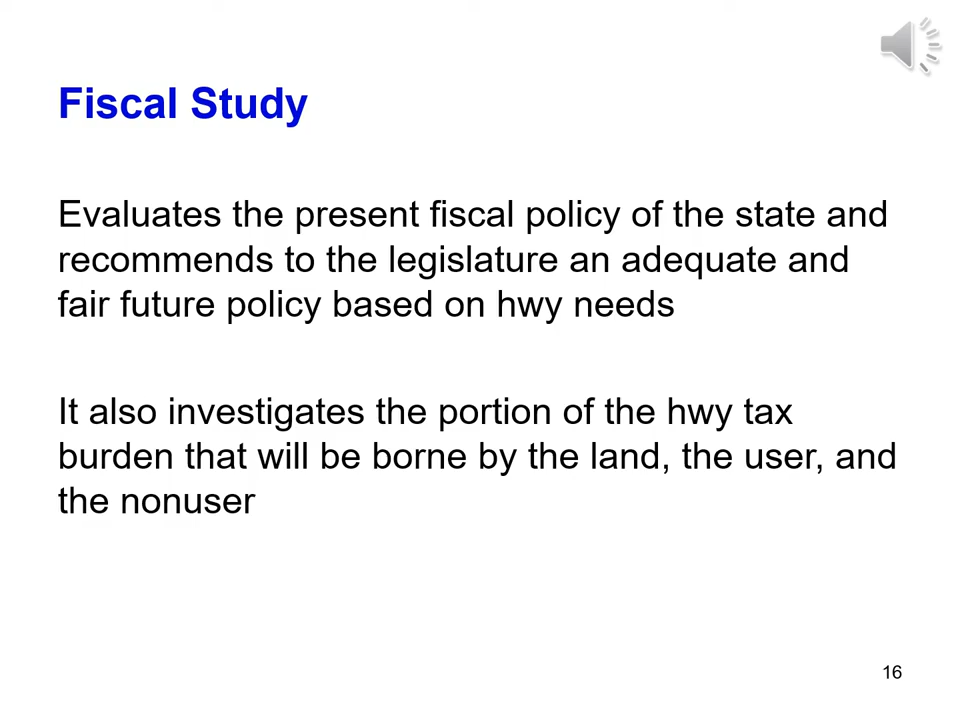 Fiscal Study
Evaluates the present fiscal policy of the state and
recommends to the legislature an adequate and
fair future policy based on hwy needs
It also investigates the portion of the hwy tax
burden that will be borne by the land, the user, and
the nonuser
16